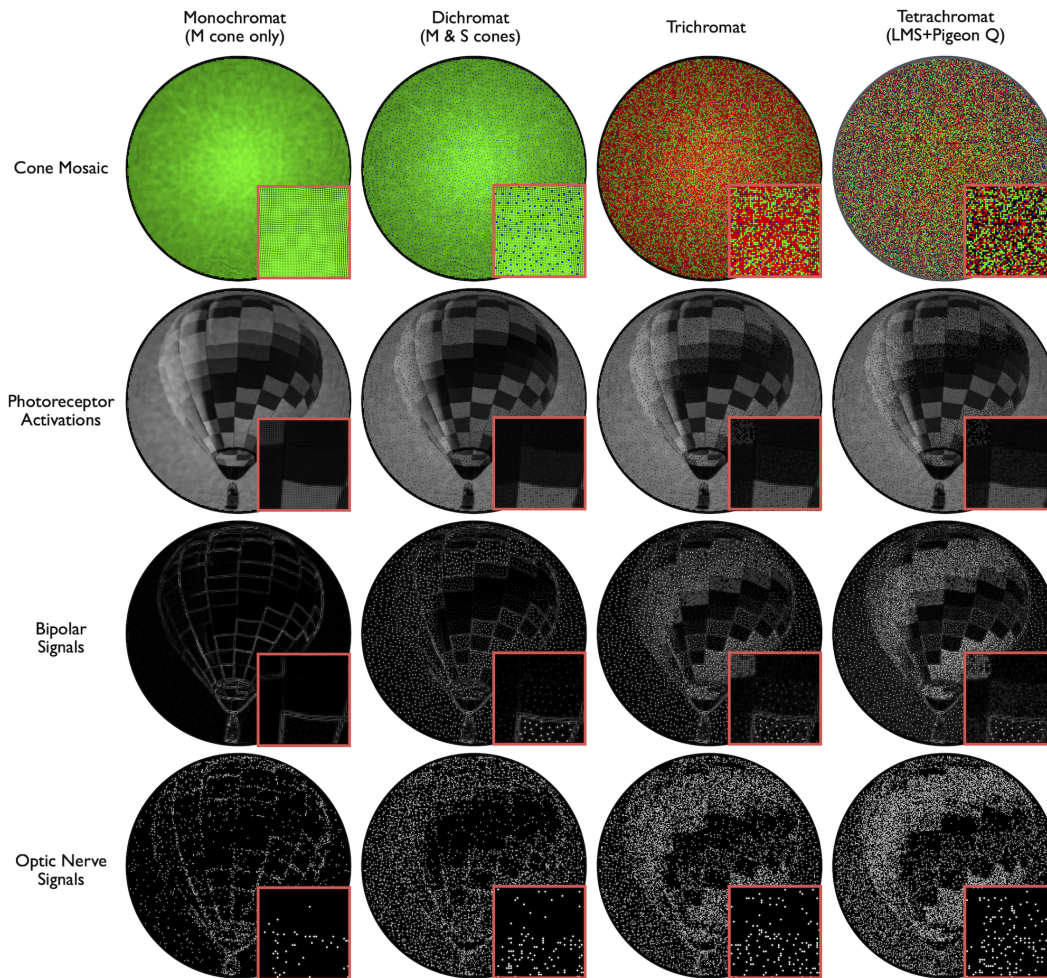 Monochromat
(M cone only)
Dichromat
(M & S cones)
Trichromat
Tetrachromat
(LMS+Pigeon Q)
Cone Mosaic
Photoreceptor
Activations
Bipolar
Signals
Optic Nerve
Signals